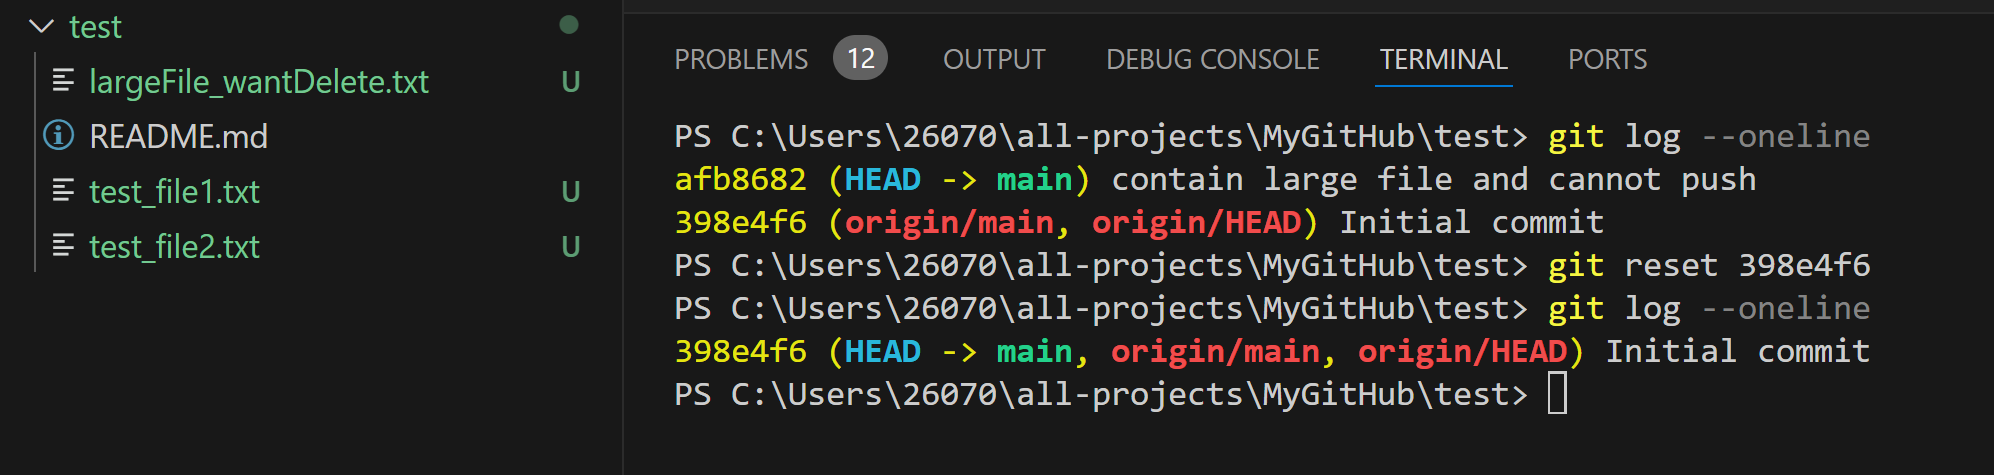 test
largeFile_wantDelete.txt U
README.md
test_file1.txt U
test_file2.txt U
PROBLEMS 12 OUTPUT DEBUG CONSOLE TERMINAL PORTS
PS C:\Users\26070\all-projects\MyGitHub\test> git log --oneline
afb8682 (HEAD -> main) contain large file and cannot push
398e4f6 (origin/main, origin/HEAD) Initial commit
PS C:\Users\26070\all-projects\MyGitHub\test> git reset 398e4f6
PS C:\Users\26070\all-projects\MyGitHub\test> git log --oneline
398e4f6 (HEAD -> main, origin/main, origin/HEAD) Initial commit
PS C:\Users\26070\all-projects\MyGitHub\test>